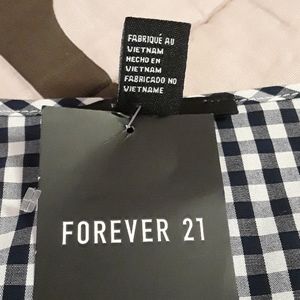 FABRIQUÉ AU
VIETNAM
HECHO EN
VIETNAM
FABRICADO NO
VIETNAME
FOREVER 21